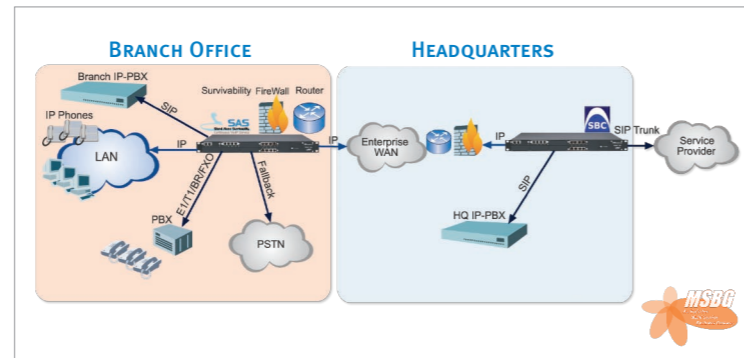 BRANCH OFFICE
HEADQUARTERS
Branch IP-PBX
Survivability
FireWall
Router
SIP
SAS
IP Phones
IP
LAN
IP
Enterprise WAN
IP
SBC
SIP Trunk
Service Provider
E1/T1/BR/FXO
Fallback
SIP
PBX
PSTN
HQ IP-PBX
MSBG